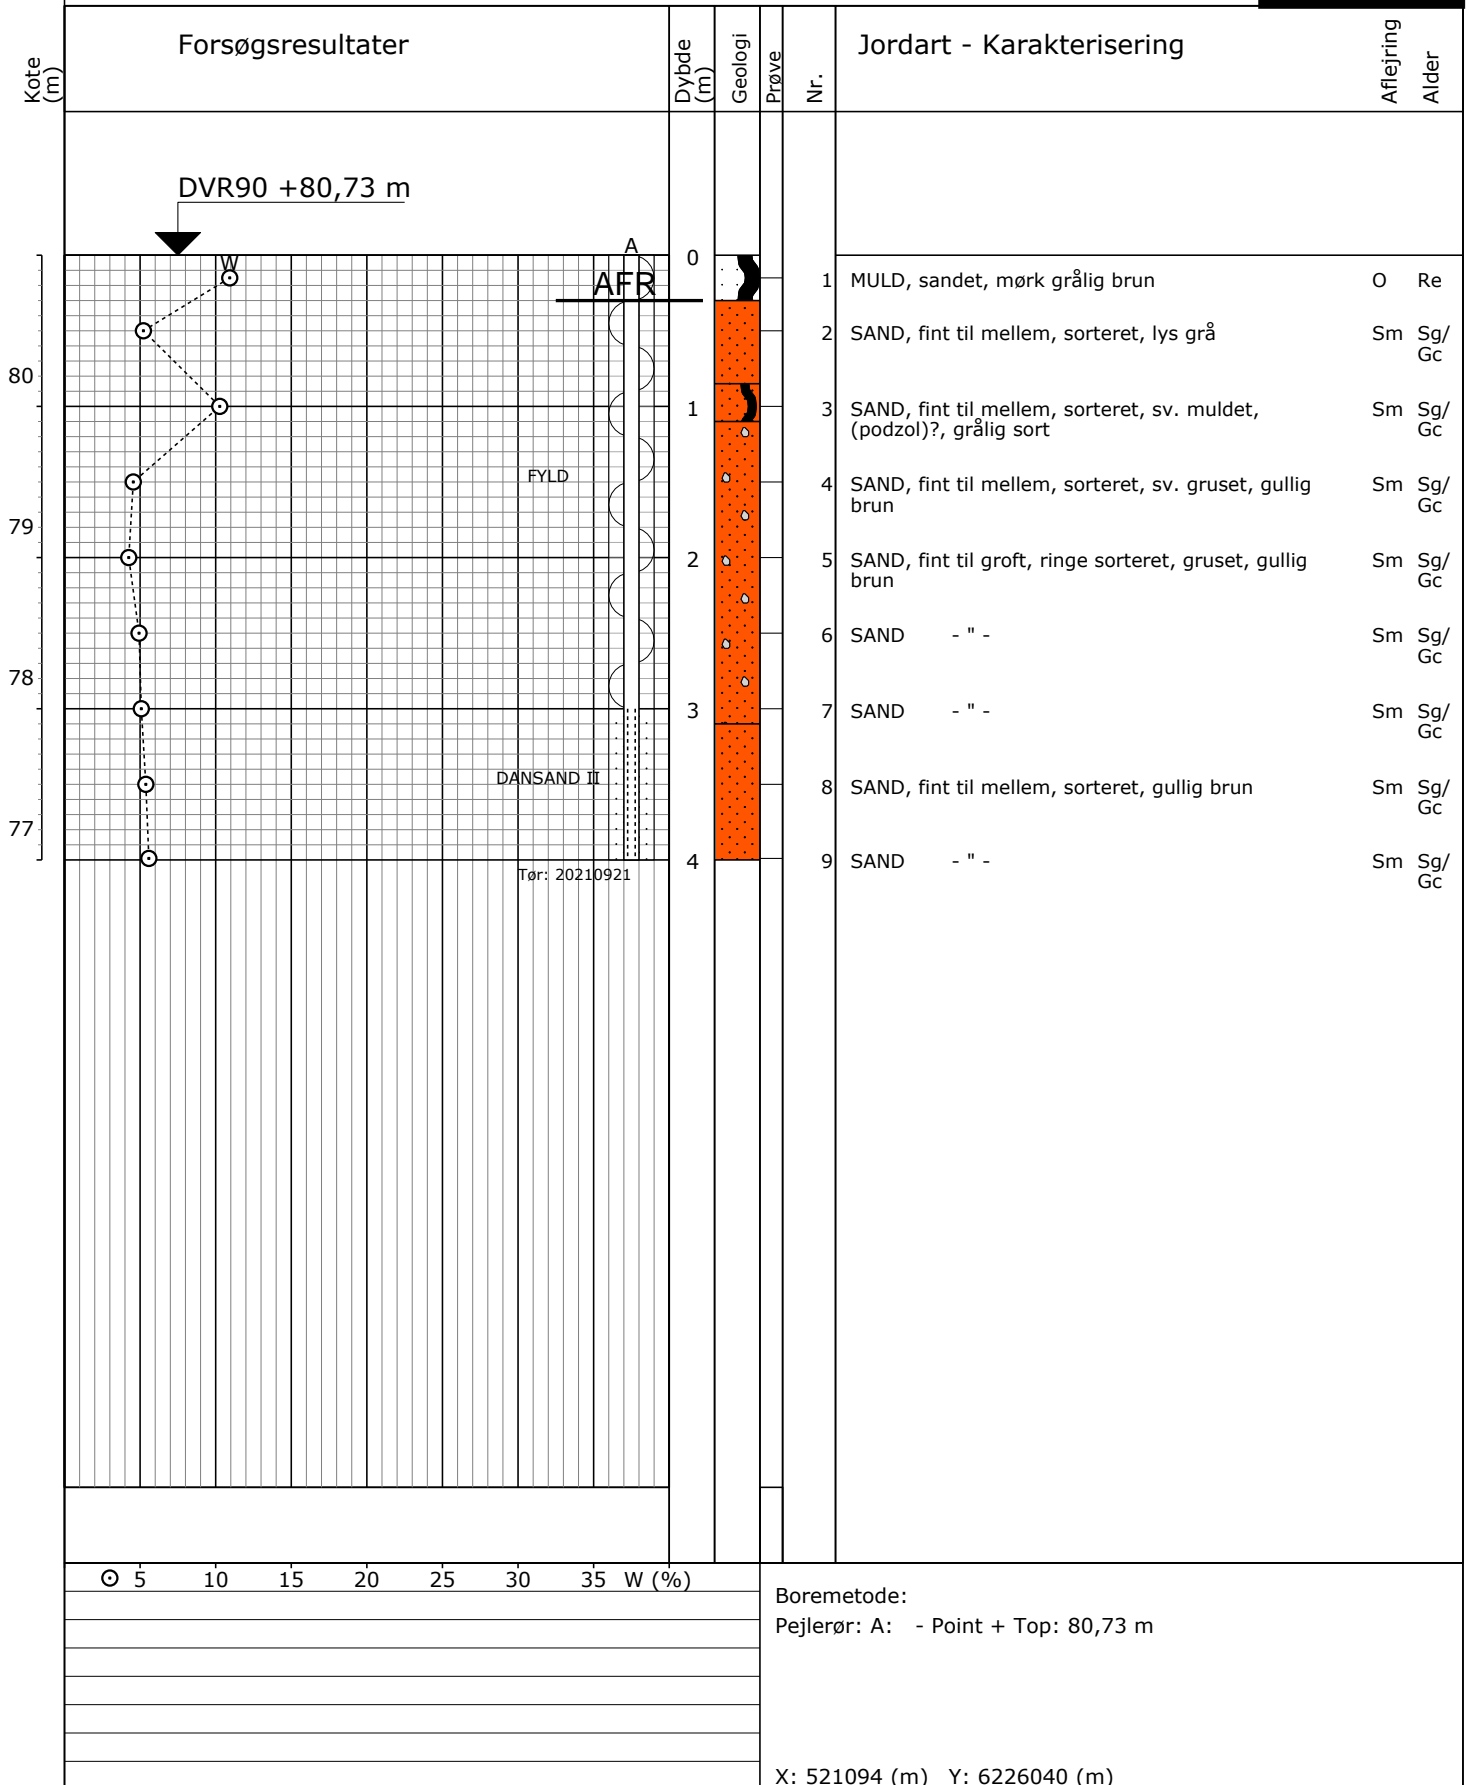 Forsøgsresultater
Jordart - Karakterisering
Kote
(m)
Dybde
(m)
Geologi
Prøve
Nr.
Aflejring
Alder
DVR90 +80,73 m
A
W
AFR
0
1 MULD, sandet, mørk grålig brun O Re
2 SAND, fint til mellem, sorteret, lys grå Sm Sg/
Gc
80
1
3 SAND, fint til mellem, sorteret, sv. muldet, Sm Sg/
(podzol)?, grålig sort Gc
FYLD
4 SAND, fint til mellem, sorteret, sv. gruset, gullig Sm Sg/
brun Gc
79
2
5 SAND, fint til groft, ringe sorteret, gruset, gullig Sm Sg/
brun Gc
6 SAND - " - Sm Sg/
Gc
78
3
7 SAND - " - Sm Sg/
Gc
DANSAND II
8 SAND, fint til mellem, sorteret, gullig brun Sm Sg/
Gc
77
4
9 SAND - " - Sm Sg/
Gc
Tør: 20210921
5 10 15 20 25 30 35 W (%)
Boremetode:
Pejlerør: A: - Point + Top: 80,73 m
X: 521094 (m) Y: 6226040 (m)